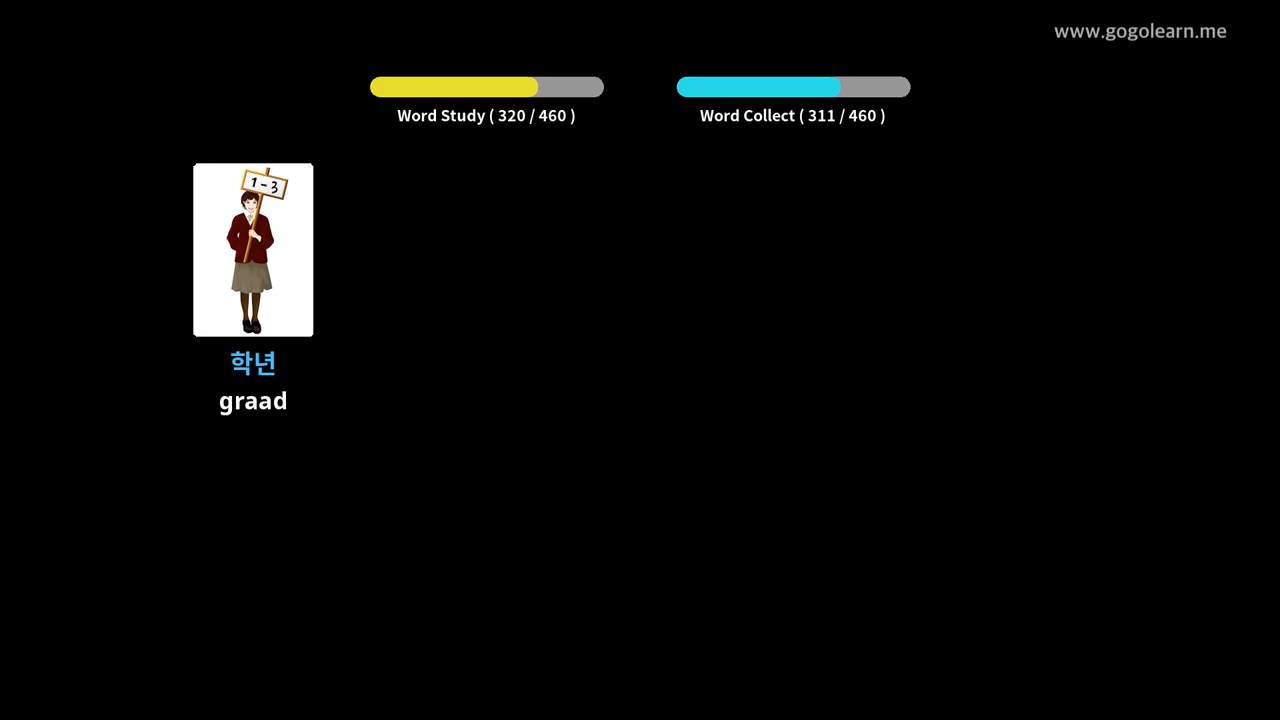 www.gogolearn.me
Word Study ( 320 / 460 )
Word Collect ( 311 / 460 )
1 - 3
학년
graad